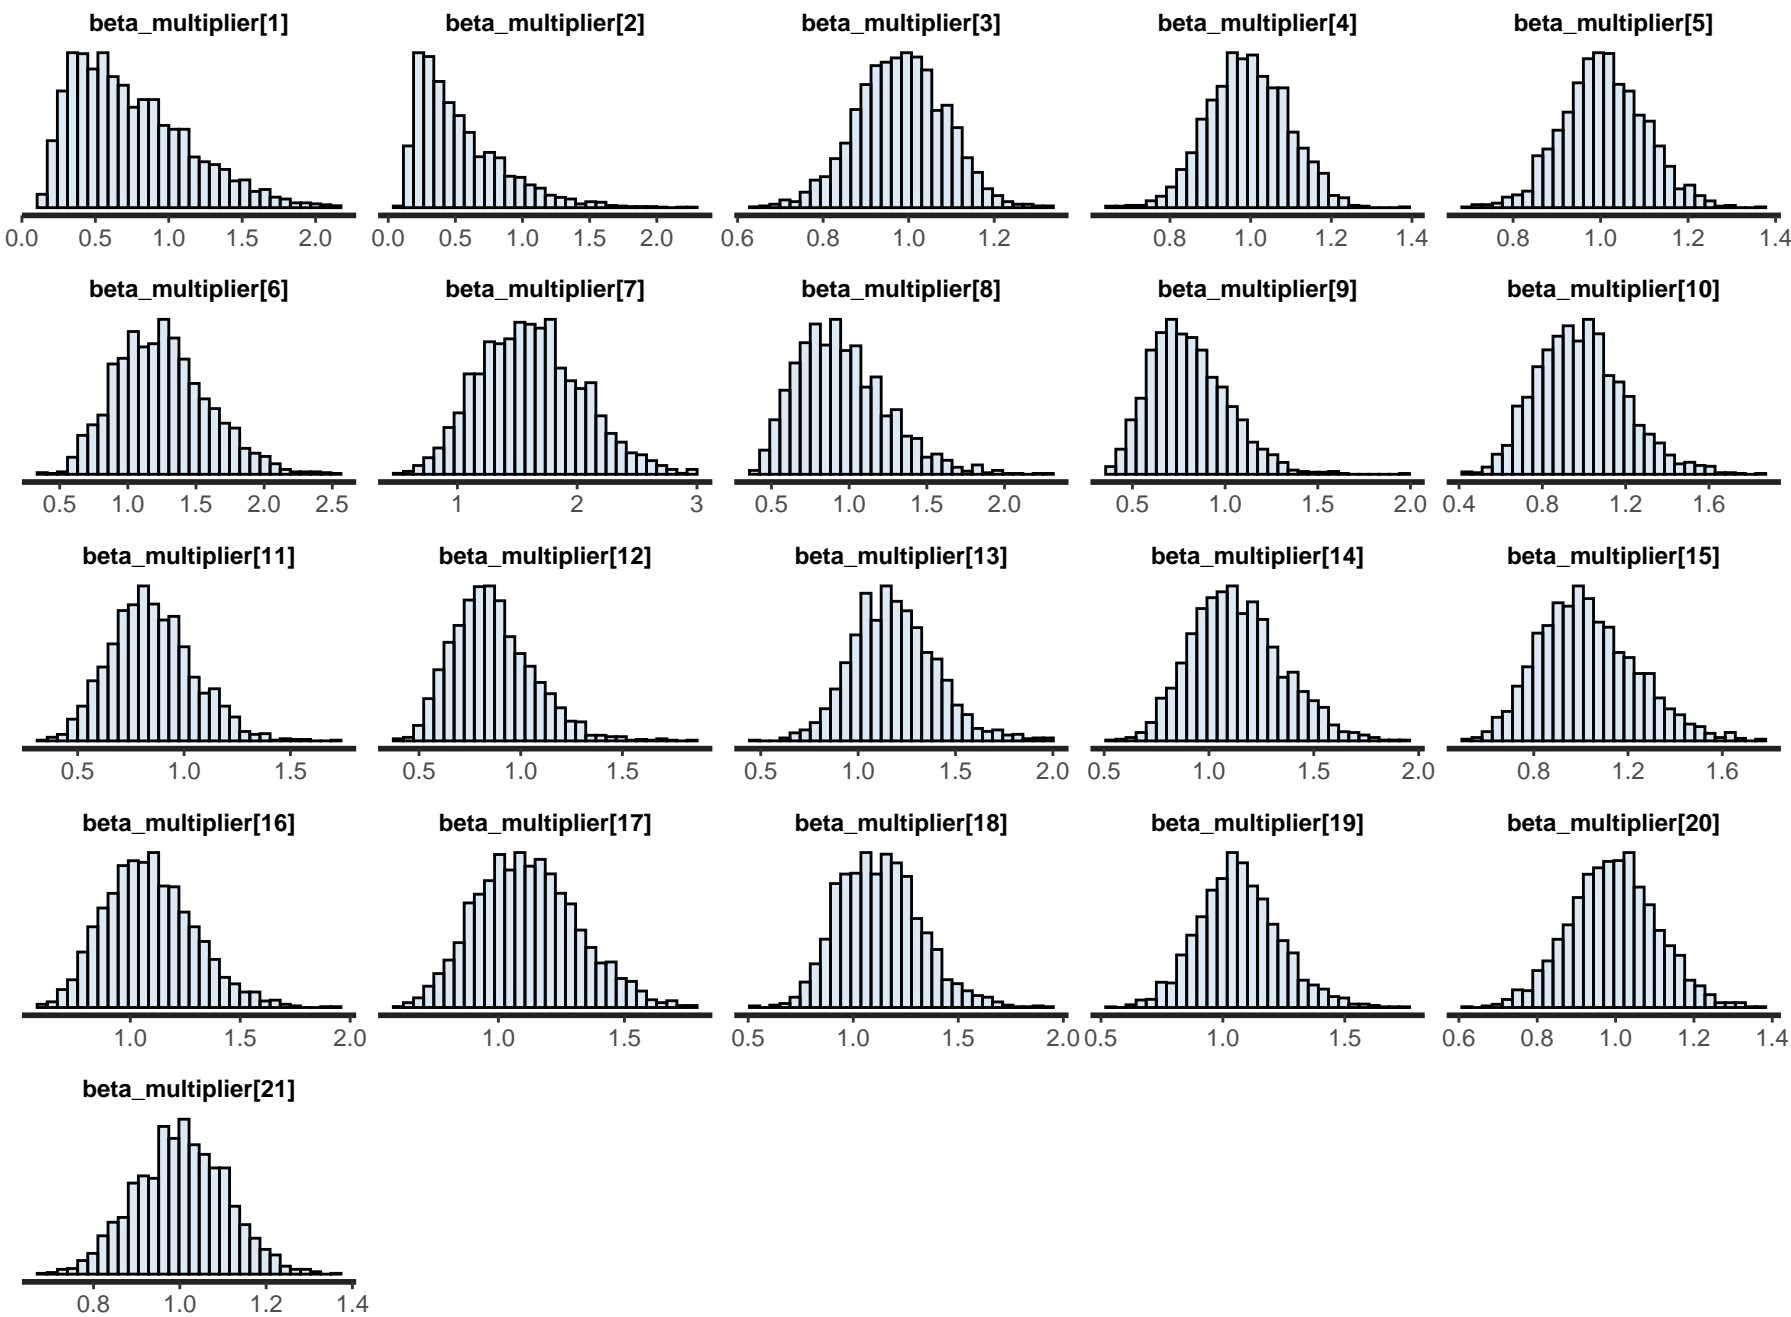 beta_multiplier[1] beta_multiplier[2] beta_multiplier[3] beta_multiplier[4] beta_multiplier[5]
0.0 0.5 1.0 1.5 2.0 0.0 0.5 1.0 1.5 2.0 0.6 0.8 1.0 1.2 0.8 1.0 1.2 1.4 0.8 1.0 1.2 1.4
beta_multiplier[6] beta_multiplier[7] beta_multiplier[8] beta_multiplier[9] beta_multiplier[10]
0.5 1.0 1.5 2.0 2.5 1 2 3 0.5 1.0 1.5 2.0 0.5 1.0 1.5 2.0 0.4 0.8 1.2 1.6
beta_multiplier[11] beta_multiplier[12] beta_multiplier[13] beta_multiplier[14] beta_multiplier[15]
0.5 1.0 1.5 0.5 1.0 1.5 0.5 1.0 1.5 2.0 0.5 1.0 1.5 2.0 0.8 1.2 1.6
beta_multiplier[16] beta_multiplier[17] beta_multiplier[18] beta_multiplier[19] beta_multiplier[20]
1.0 1.5 2.0 1.0 1.5 0.5 1.0 1.5 2.0 0.5 1.0 1.5 0.6 0.8 1.0 1.2 1.4
beta_multiplier[21]
0.8 1.0 1.2 1.4